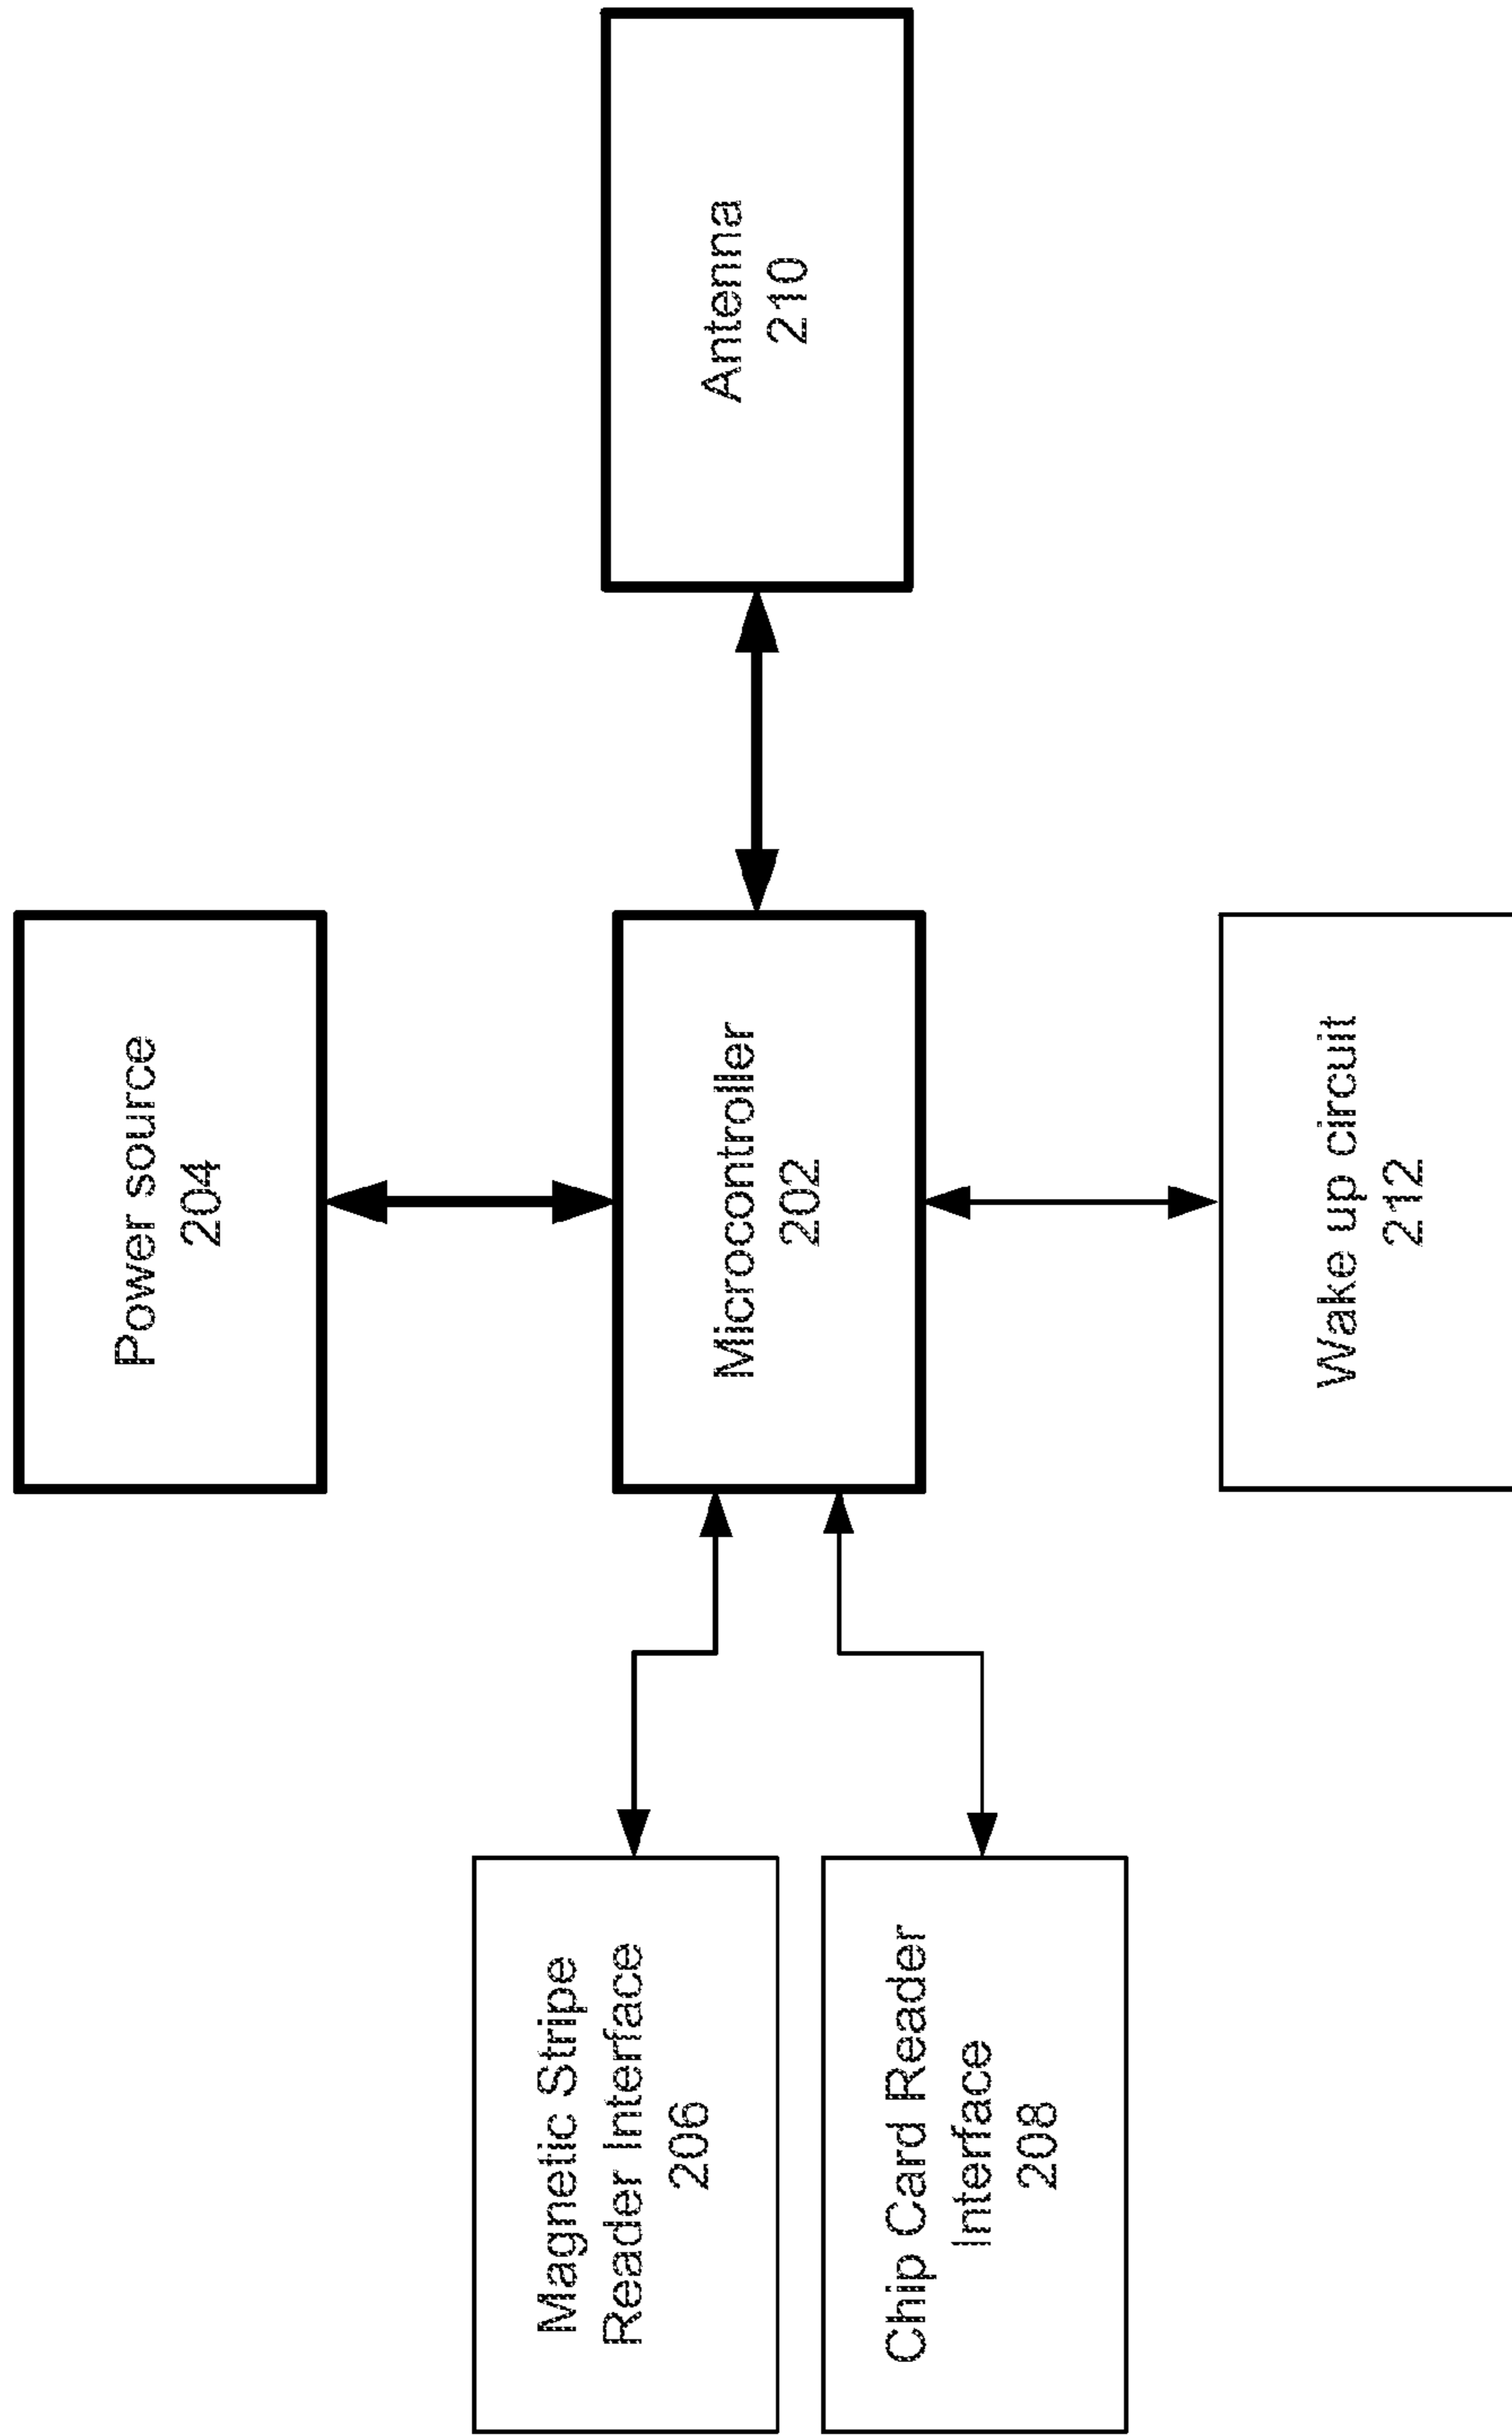 Power source
204
Magnetic Stripe
Reader Interface
206
Microcontroller
202
Antenna
210
Chip Card Reader
Interface
208
Wake up circuit
212